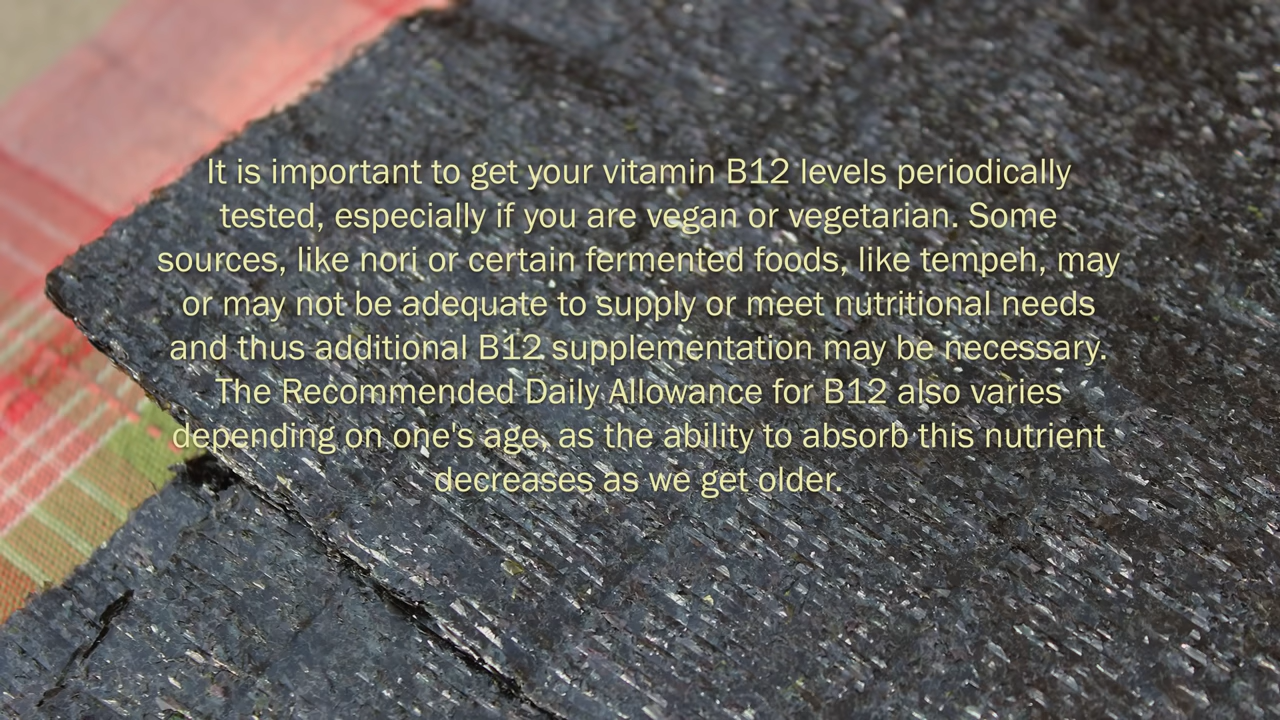 It is important to get your vitamin B12 levels periodically
tested, especially if you are vegan or vegetarian. Some
sources, like nori or certain fermented foods, like tempeh, may
or may not be adequate to supply or meet nutritional needs
and thus additional B12 supplementation may be necessary.
The Recommended Daily Allowance for B12 also varies
depending on one's age, as the ability to absorb this nutrient
decreases as we get older.